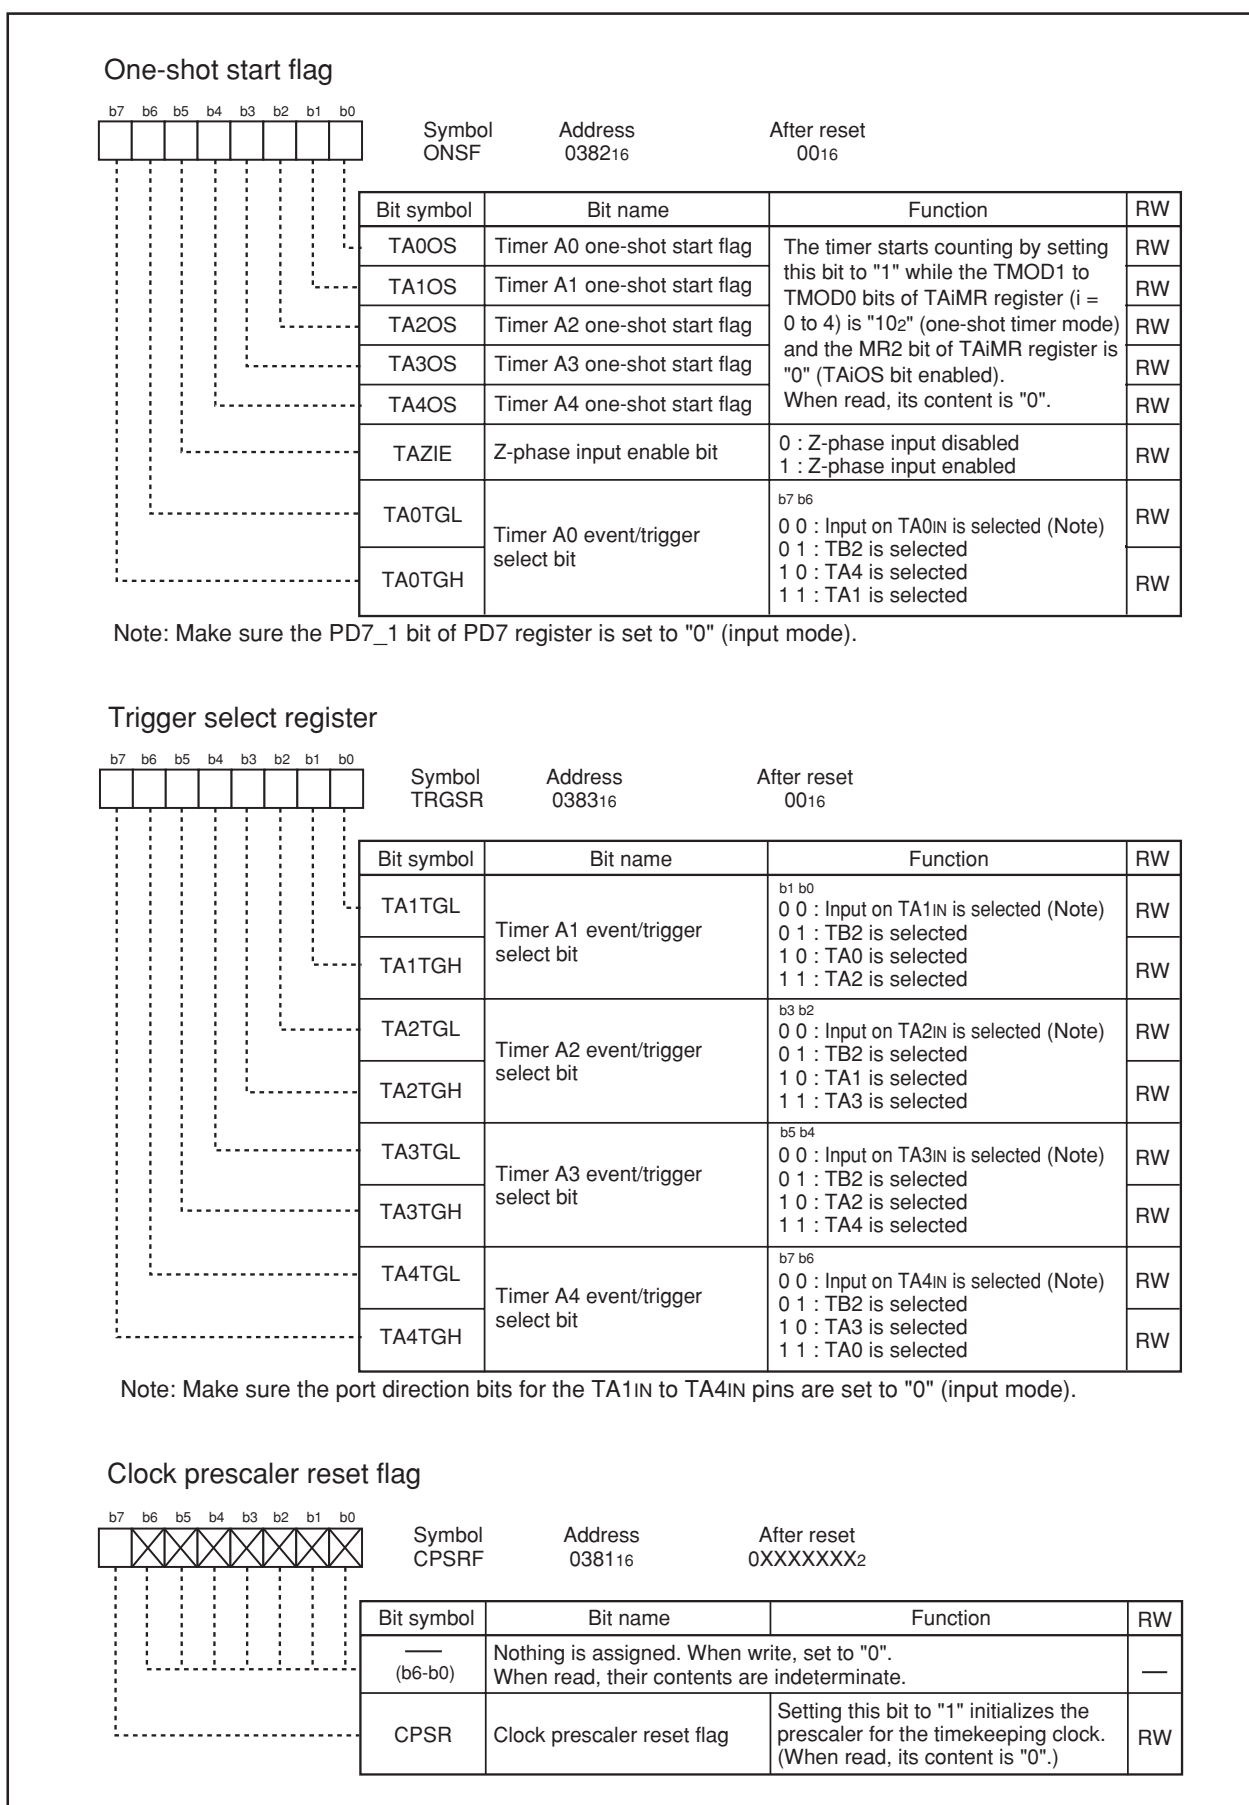 One-shot start flag
b7 b6 b5 b4 b3 b2 b1 b0
Symbol Address After reset
ONSF 038216 0016
Bit symbol Bit name Function RW
TA0OS Timer A0 one-shot start flag RW
TA1OS Timer A1 one-shot start flag RW
TA2OS Timer A2 one-shot start flag RW
TA3OS Timer A3 one-shot start flag RW
TA4OS Timer A4 one-shot start flag RW
The timer starts counting by setting
this bit to "1" while the TMOD1 to
TMOD0 bits of TAiMR register (i =
0 to 4) is "102" (one-shot timer mode)
and the MR2 bit of TAiMR register is
"0" (TAiOS bit enabled).
When read, its content is "0".
TAZIE Z-phase input enable bit RW
0 : Z-phase input disabled
1 : Z-phase input enabled
TA0TGL RW
TA0TGH RW
Timer A0 event/trigger
select bit
b7 b6
0 0 : Input on TA0IN is selected (Note)
0 1 : TB2 is selected
1 0 : TA4 is selected
1 1 : TA1 is selected
Note: Make sure the PD7_1 bit of PD7 register is set to "0" (input mode).
Trigger select register
b7 b6 b5 b4 b3 b2 b1 b0
Symbol Address After reset
TRGSR 038316 0016
Bit symbol Bit name Function RW
TA1TGL RW
TA1TGH RW
Timer A1 event/trigger
select bit
b1 b0
0 0 : Input on TA1IN is selected (Note)
0 1 : TB2 is selected
1 0 : TA0 is selected
1 1 : TA2 is selected
TA2TGL RW
TA2TGH RW
Timer A2 event/trigger
select bit
b3 b2
0 0 : Input on TA2IN is selected (Note)
0 1 : TB2 is selected
1 0 : TA1 is selected
1 1 : TA3 is selected
TA3TGL RW
TA3TGH RW
Timer A3 event/trigger
select bit
b5 b4
0 0 : Input on TA3IN is selected (Note)
0 1 : TB2 is selected
1 0 : TA2 is selected
1 1 : TA4 is selected
TA4TGL RW
TA4TGH RW
Timer A4 event/trigger
select bit
b7 b6
0 0 : Input on TA4IN is selected (Note)
0 1 : TB2 is selected
1 0 : TA3 is selected
1 1 : TA0 is selected
Note: Make sure the port direction bits for the TA1IN to TA4IN pins are set to "0" (input mode).
Clock prescaler reset flag
b7 b6 b5 b4 b3 b2 b1 b0
Symbol Address After reset
CPSRF 038116 0XXXXXXX2
Bit symbol Bit name Function RW
—
(b6-b0)
Nothing is assigned. When write, set to "0".
When read, their contents are indeterminate.
—
CPSR Clock prescaler reset flag RW
Setting this bit to "1" initializes the
prescaler for the timekeeping clock.
(When read, its content is "0".)